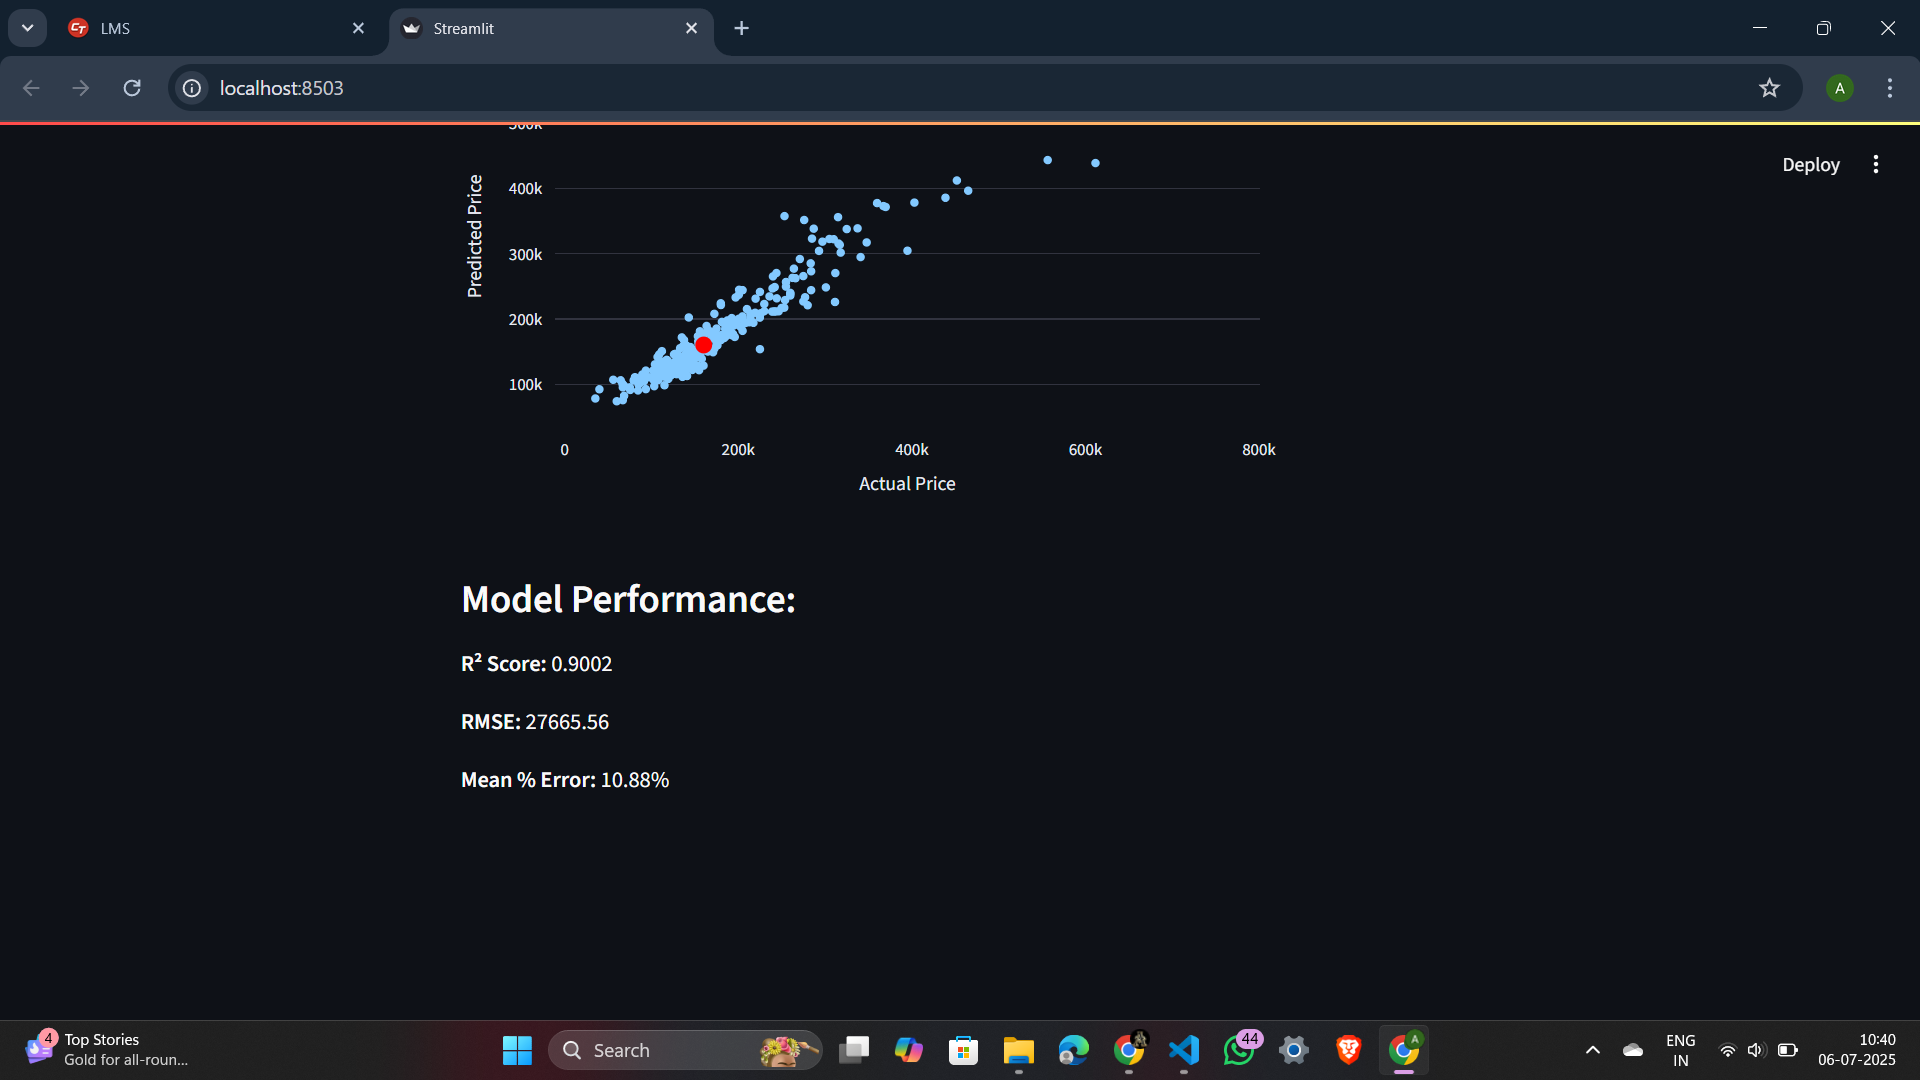 LMS
Streamlit
localhost:8503
A
Deploy
500k
400k
300k
200k
100k
Predicted Price
0 200k 400k 600k 800k
Actual Price
Model Performance:
R² Score: 0.9002
RMSE: 27665.56
Mean % Error: 10.88%
4
Top Stories
Gold for all-roun...
Search
44
A
ENG
IN
10:40
06-07-2025